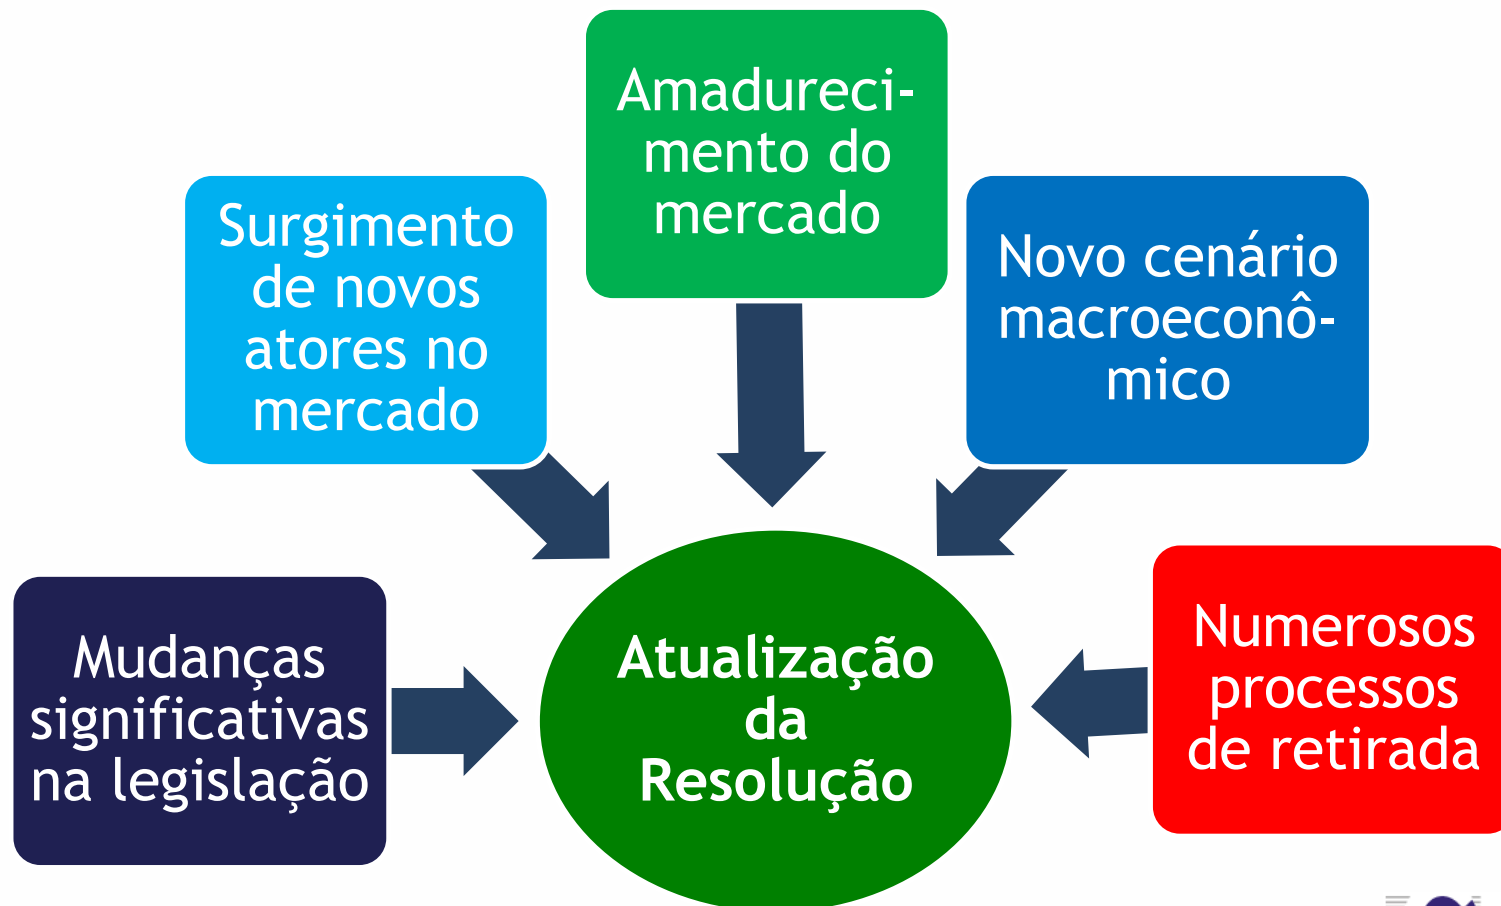 Amadureci-
mento do
mercado
Surgimento
de novos
atores no
mercado
Novo cenário
macroeconô-
mico
Mudanças
significativas
na legislação
Atualização
da
Resolução
Numerosos
processos
de retirada